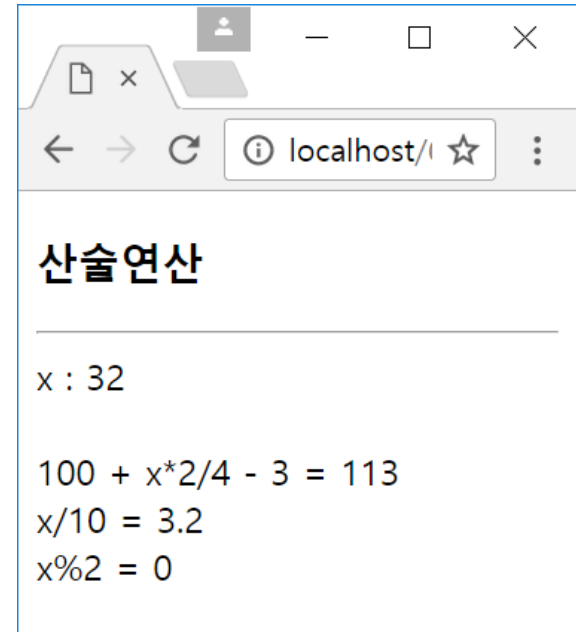 localhost/
산술연산
x : 32
100 + x*2/4 - 3 = 113
x/10 = 3.2
x%2 = 0